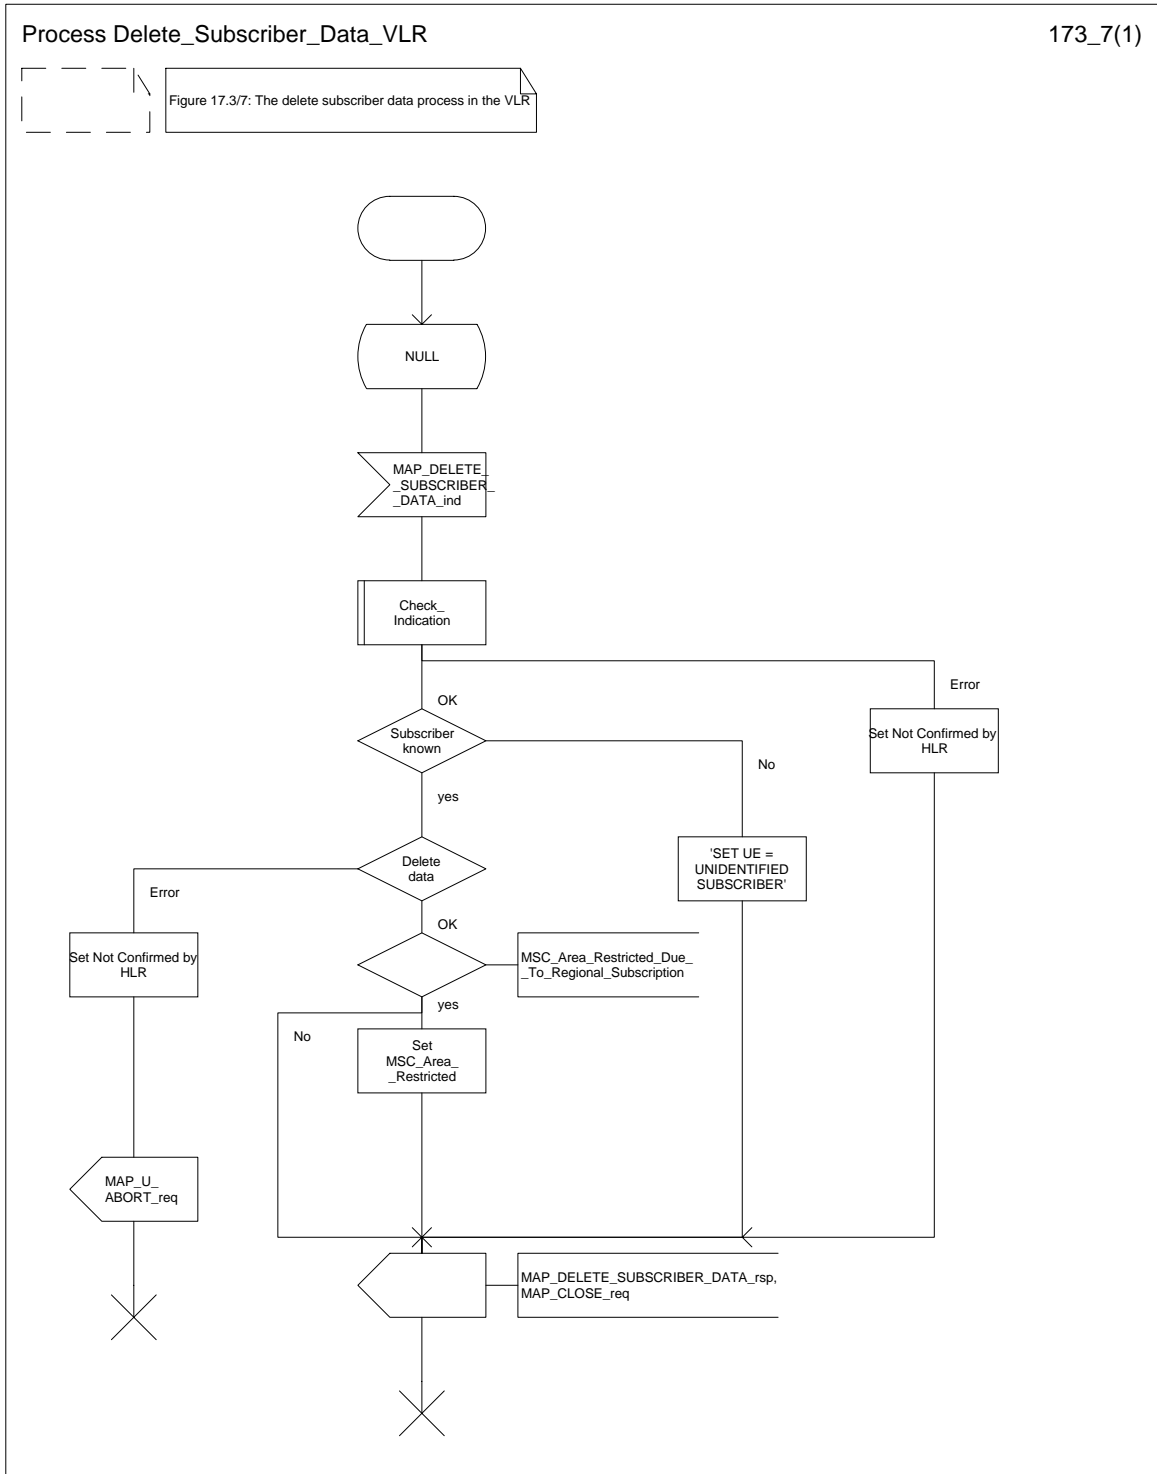 Process Delete_Subscriber_Data_VLR
173_7(1)
Figure 17.3/7: The delete subscriber data process in the VLR
NULL
MAP_DELETE_
_SUBSCRIBER_
_DATA_ind
Check_
Indication
OK
Error
Subscriber
known
Set Not Confirmed by
HLR
No
yes
Delete
data
'SET UE =
UNIDENTIFIED
SUBSCRIBER'
Error
OK
Set Not Confirmed by
HLR
MSC_Area_Restricted_Due_
_To_Regional_Subscription
yes
No
Set
MSC_Area_
_Restricted
MAP_U_
ABORT_req
MAP_DELETE_SUBSCRIBER_DATA_rsp,
MAP_CLOSE_req